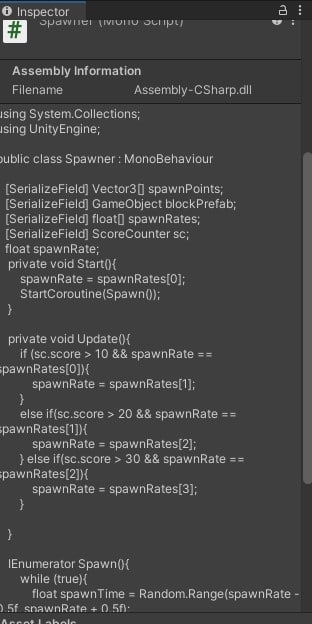 Inspector
Spawner (Mono Script)
#
Assembly Information
Filename Assembly-CSharp.dll
using System.Collections;
using UnityEngine;
public class Spawner : MonoBehaviour
[SerializeField] Vector3[] spawnPoints;
[SerializeField] GameObject blockPrefab;
[SerializeField] float[] spawnRates;
[SerializeField] ScoreCounter sc;
float spawnRate;
private void Start(){
spawnRate = spawnRates[0];
StartCoroutine(Spawn());
}
private void Update(){
if (sc.score > 10 && spawnRate ==
spawnRates[0]){
spawnRate = spawnRates[1];
}
else if(sc.score > 20 && spawnRate ==
spawnRates[1]){
spawnRate = spawnRates[2];
} else if(sc.score > 30 && spawnRate ==
spawnRates[2]){
spawnRate = spawnRates[3];
}
}
IEnumerator Spawn(){
while (true){
float spawnTime = Random.Range(spawnRate -
0.5f, spawnRate + 0.5f);
Asset Labels